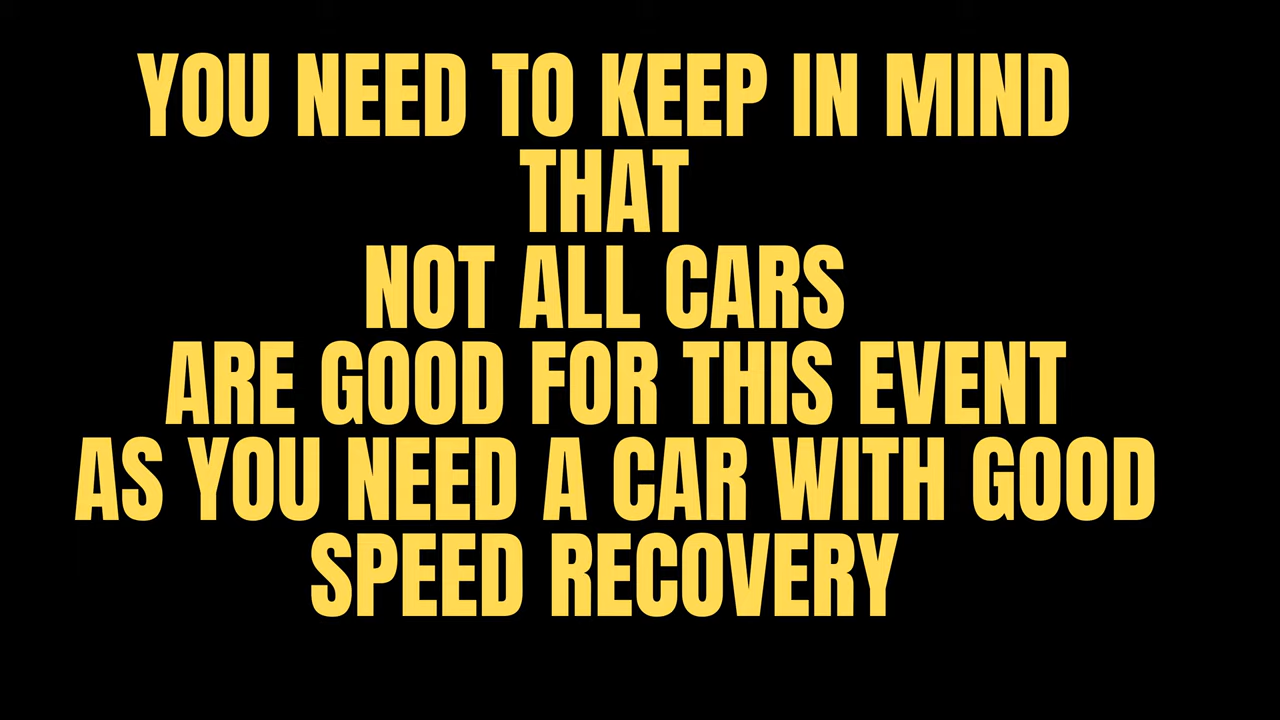 YOU NEED TO KEEP IN MIND
THAT
NOT ALL CARS
ARE GOOD FOR THIS EVENT
AS YOU NEED A CAR WITH GOOD
SPEED RECOVERY